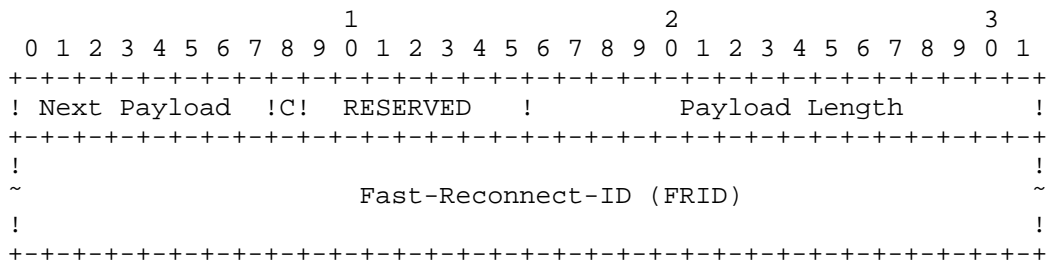 1                   2                   3
 0 1 2 3 4 5 6 7 8 9 0 1 2 3 4 5 6 7 8 9 0 1 2 3 4 5 6 7 8 9 0 1
+-+-+-+-+-+-+-+-+-+-+-+-+-+-+-+-+-+-+-+-+-+-+-+-+-+-+-+-+-+-+-+-+
! Next Payload  !C!  RESERVED   !         Payload Length        !
+-+-+-+-+-+-+-+-+-+-+-+-+-+-+-+-+-+-+-+-+-+-+-+-+-+-+-+-+-+-+-+-+
!                                                               !
~                     Fast-Reconnect-ID (FRID)                  ~
!                                                               !
+-+-+-+-+-+-+-+-+-+-+-+-+-+-+-+-+-+-+-+-+-+-+-+-+-+-+-+-+-+-+-+-+